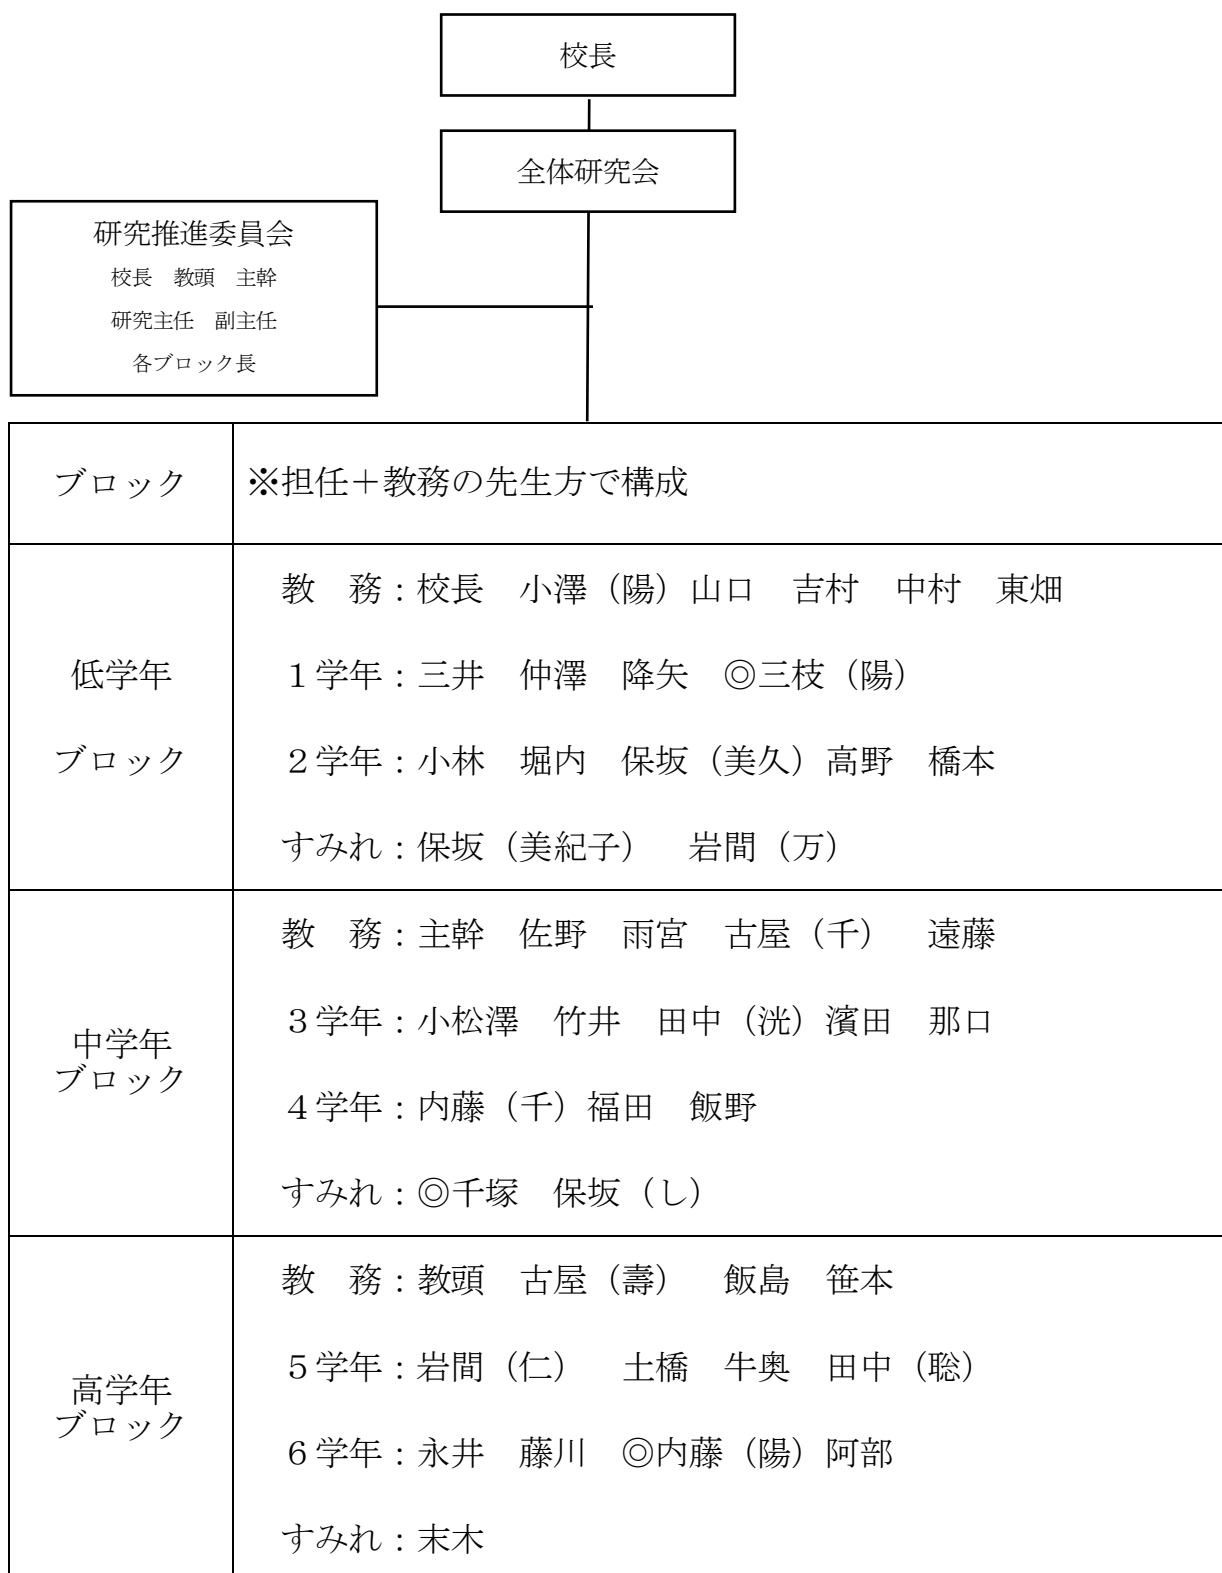 校長
全体研究会
研究推進委員会
校長　教頭　主幹
研究主任　副主任
各ブロック長
ブロック
※担任＋教務の先生方で構成
低学年
ブロック
教　務：校長　小澤（陽）山口　吉村　中村　東畑
１学年：三井　仲澤　降矢　◎三枝（陽）
２学年：小林　堀内　保坂（美久）高野　橋本
すみれ：保坂（美紀子）　岩間（万）
中学年
ブロック
教　務：主幹　佐野　雨宮　古屋（千）　遠藤
３学年：小松澤　竹井　田中（洸）濱田　那口
４学年：内藤（千）福田　飯野
すみれ：◎千塚　保坂（し）
高学年
ブロック
教　務：教頭　古屋（壽）　飯島　笹本
５学年：岩間（仁）　土橋　牛奥　田中（聡）
６学年：永井　藤川　◎内藤（陽）阿部
すみれ：末木